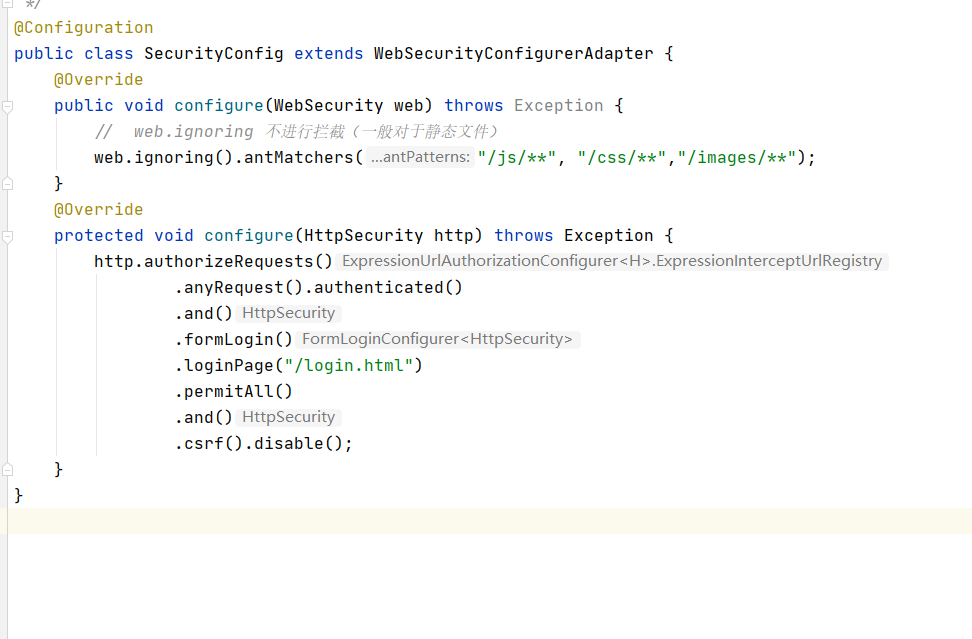 */
@Configuration
public class SecurityConfig extends WebSecurityConfigurerAdapter {
@Override
public void configure(WebSecurity web) throws Exception {
// web.ignoring 不进行拦截（一般对于静态文件）
web.ignoring().antMatchers( ...antPatterns: "/js/**", "/css/**","/images/**");
}
@Override
protected void configure(HttpSecurity http) throws Exception {
http.authorizeRequests() ExpressionUrlAuthorizationConfigurer<H>.ExpressionInterceptUrlRegistry
.anyRequest().authenticated()
.and() HttpSecurity
.formLogin() FormLoginConfigurer<HttpSecurity>
.loginPage("/login.html")
.permitAll()
.and() HttpSecurity
.csrf().disable();
}
}